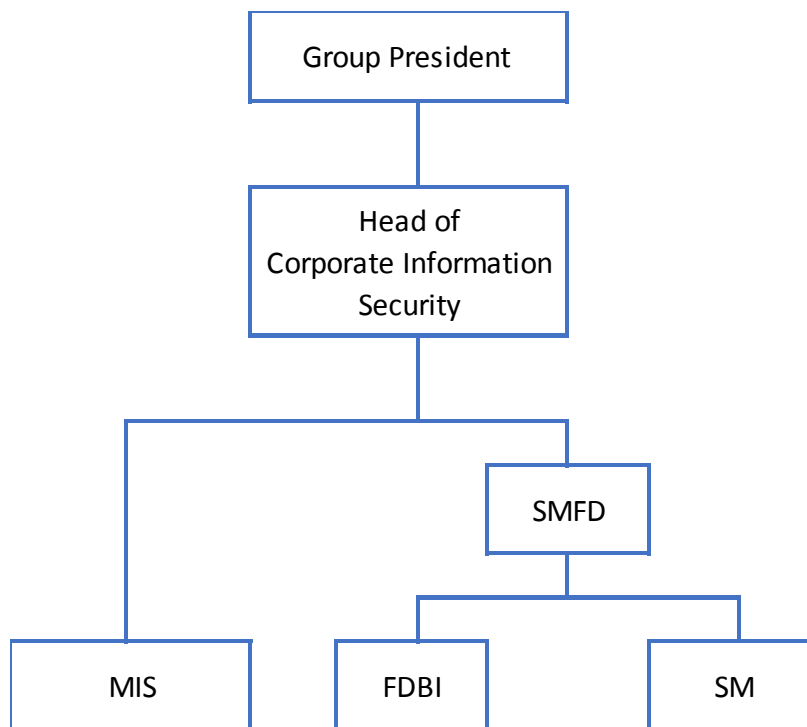 Group President
Head of
Corporate Information
Security
SMFD
MIS
FDBI
SM